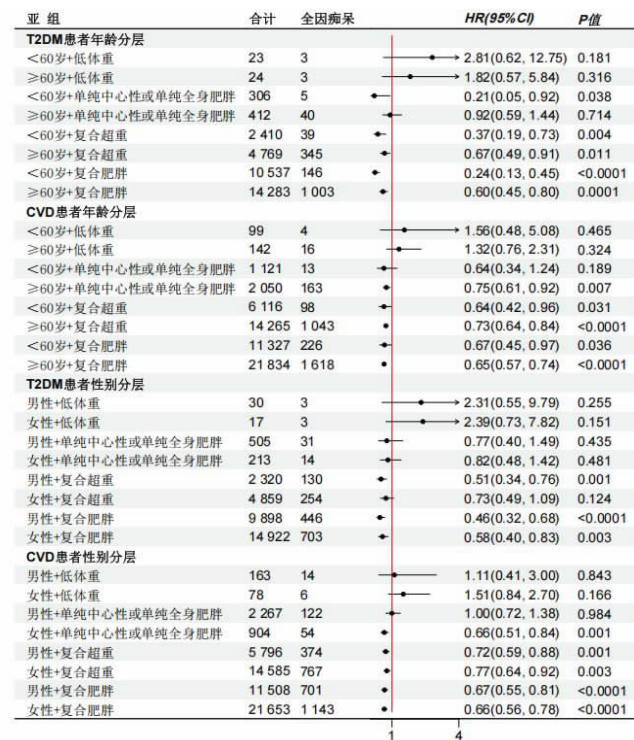 亚 组 合计 全因痴呆 HR(95%CI) P值
T2DM患者年龄分层
<60岁+低体重 23 3 2.81(0.62, 12.75) 0.181
≥60岁+低体重 24 3 1.82(0.57, 5.84) 0.316
<60岁+单纯中心性或单纯全身肥胖 306 5 0.21(0.05, 0.92) 0.038
≥60岁+单纯中心性或单纯全身肥胖 412 40 0.92(0.59, 1.44) 0.714
<60岁+复合超重 2 410 39 0.37(0.19, 0.73) 0.004
≥60岁+复合超重 4 769 345 0.67(0.49, 0.91) 0.011
<60岁+复合肥胖 10 537 146 0.24(0.13, 0.45) <0.0001
≥60岁+复合肥胖 14 283 1 003 0.60(0.45, 0.80) 0.0001
CVD患者年龄分层
<60岁+低体重 99 4 1.56(0.48, 5.08) 0.465
≥60岁+低体重 142 16 1.32(0.76, 2.31) 0.324
<60岁+单纯中心性或单纯全身肥胖 1 121 13 0.64(0.34, 1.24) 0.189
≥60岁+单纯中心性或单纯全身肥胖 2 050 163 0.75(0.61, 0.92) 0.007
<60岁+复合超重 6 116 98 0.64(0.42, 0.96) 0.031
≥60岁+复合超重 14 265 1 043 0.73(0.64, 0.84) <0.0001
<60岁+复合肥胖 11 327 226 0.67(0.45, 0.97) 0.036
≥60岁+复合肥胖 21 834 1 618 0.65(0.57, 0.74) <0.0001
T2DM患者性别分层
男性+低体重 30 3 2.31(0.55, 9.79) 0.255
女性+低体重 17 3 2.39(0.73, 7.82) 0.151
男性+单纯中心性或单纯全身肥胖 505 31 0.77(0.40, 1.49) 0.435
女性+单纯中心性或单纯全身肥胖 213 14 0.82(0.48, 1.42) 0.481
男性+复合超重 2 320 130 0.51(0.34, 0.76) 0.001
女性+复合超重 4 859 254 0.73(0.49, 1.09) 0.124
男性+复合肥胖 9 898 446 0.46(0.32, 0.68) <0.0001
女性+复合肥胖 14 922 703 0.58(0.40, 0.83) 0.003
CVD患者性别分层
男性+低体重 163 14 1.11(0.41, 3.00) 0.843
女性+低体重 78 6 1.51(0.84, 2.70) 0.166
男性+单纯中心性或单纯全身肥胖 2 267 122 1.00(0.72, 1.38) 0.984
女性+单纯中心性或单纯全身肥胖 904 54 0.66(0.51, 0.84) 0.001
男性+复合超重 5 796 374 0.72(0.59, 0.88) 0.001
女性+复合超重 14 585 767 0.77(0.64, 0.92) 0.003
男性+复合肥胖 11 508 701 0.67(0.55, 0.81) <0.0001
女性+复合肥胖 21 653 1 143 0.66(0.56, 0.78) <0.0001
1 4